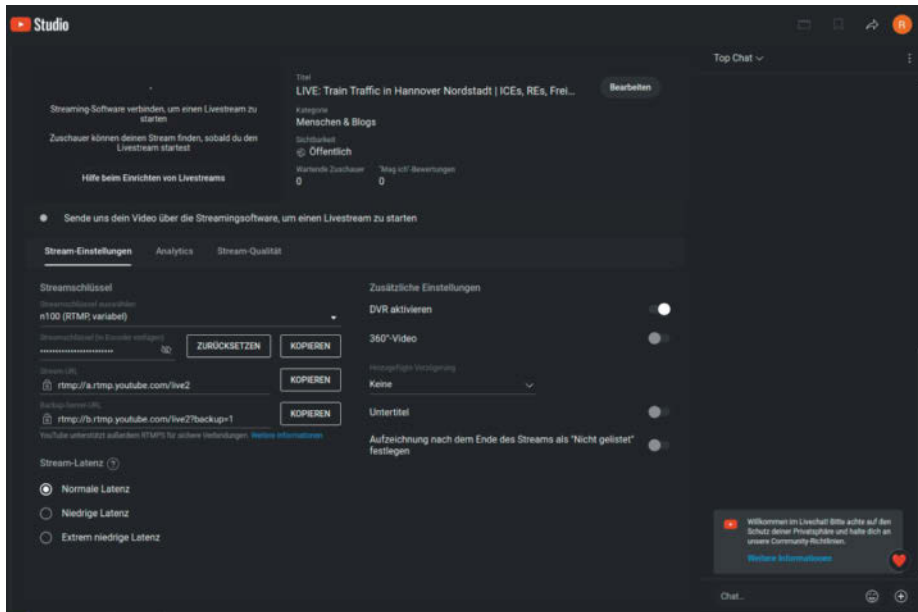 Studio
R
Streaming-Software verbinden, um einen Livestream zu
starten
Zuschauer können deinen Stream finden, sobald du den
Livestream startest
Hilfe beim Einrichten von Livestreams
Titel
LIVE: Train Traffic in Hannover Nordstadt | ICEs, REs, Frei...
Bearbeiten
Kategorie
Menschen & Blogs
Sichtbarkeit
Öffentlich
Wartende Zuschauer "Mag ich"-Bewertungen
0 0
Top Chat
Sende uns dein Video über die Streamingsoftware, um einen Livestream zu starten
Stream-Einstellungen Analytics Stream-Qualität
Streamschlüssel
Streamschlüssel auswählen
n100 (RTMP, variabel)
Streamschlüssel (in Encoder einfügen)
ZURÜCKSETZEN KOPIEREN
Stream-URL
rtmp://a.rtmp.youtube.com/live2
KOPIEREN
Backup-Server-URL
rtmp://b.rtmp.youtube.com/live2?backup=1
KOPIEREN
YouTube unterstützt außerdem RTMPS für sichere Verbindungen. Weitere Informationen
Stream-Latenz ?
Normale Latenz
Niedrige Latenz
Extrem niedrige Latenz
Zusätzliche Einstellungen
DVR aktivieren
360°-Video
Hinzugefügte Verzögerung
Keine
Untertitel
Aufzeichnung nach dem Ende des Streams als "Nicht gelistet"
festlegen
Willkommen im Livechat! Bitte achte auf den
Schutz deiner Privatsphäre und halte dich an
unsere Community-Richtlinien.
Weitere Informationen
Chat...